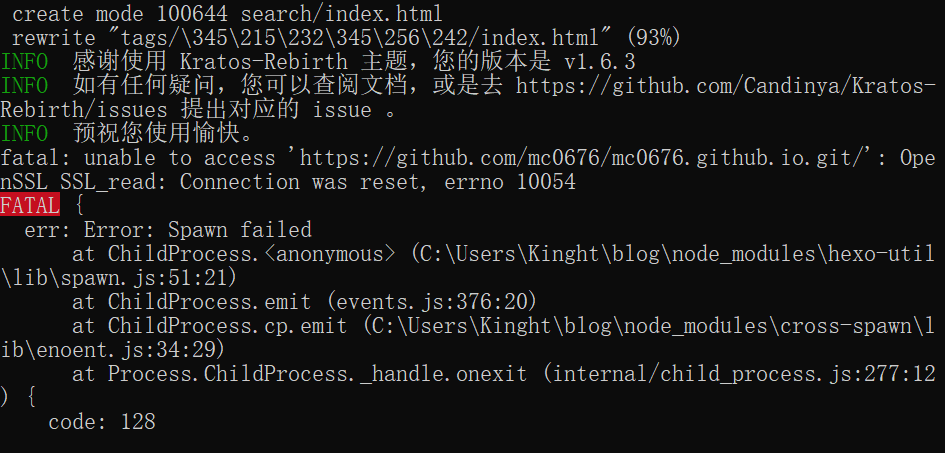 create mode 100644 search/index.html
rewrite "tags/\345\215\232\345\256\242/index.html" (93%)
INFO  感谢使用 Kratos-Rebirth 主题，您的版本是 v1.6.3
INFO  如有任何疑问，您可以查阅文档，或是去 https://github.com/Candinya/Kratos-
Rebirth/issues 提出对应的 issue 。
INFO  预祝您使用愉快。
fatal: unable to access 'https://github.com/mc0676/mc0676.github.io.git/': Ope
nSSL SSL_read: Connection was reset, errno 10054
FATAL {
  err: Error: Spawn failed
      at ChildProcess.<anonymous> (C:\Users\Kinght\blog\node_modules\hexo-util
\lib\spawn.js:51:21)
      at ChildProcess.emit (events.js:376:20)
      at ChildProcess.cp.emit (C:\Users\Kinght\blog\node_modules\cross-spawn\l
ib\enoent.js:34:29)
      at Process.ChildProcess._handle.onexit (internal/child_process.js:277:12
) {
    code: 128